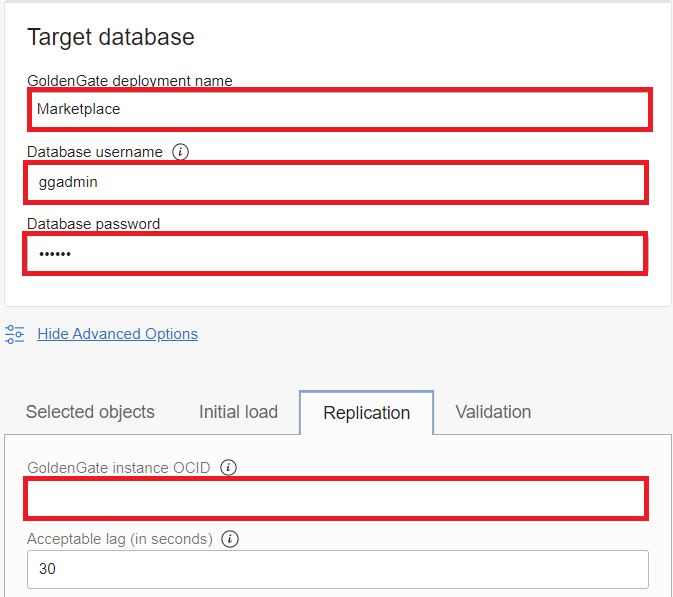 Target database
GoldenGate deployment name
Marketplace
Database username
ggadmin
Database password
••••••
Hide Advanced Options
Selected objects Initial load Replication Validation
GoldenGate instance OCID
Acceptable lag (in seconds)
30